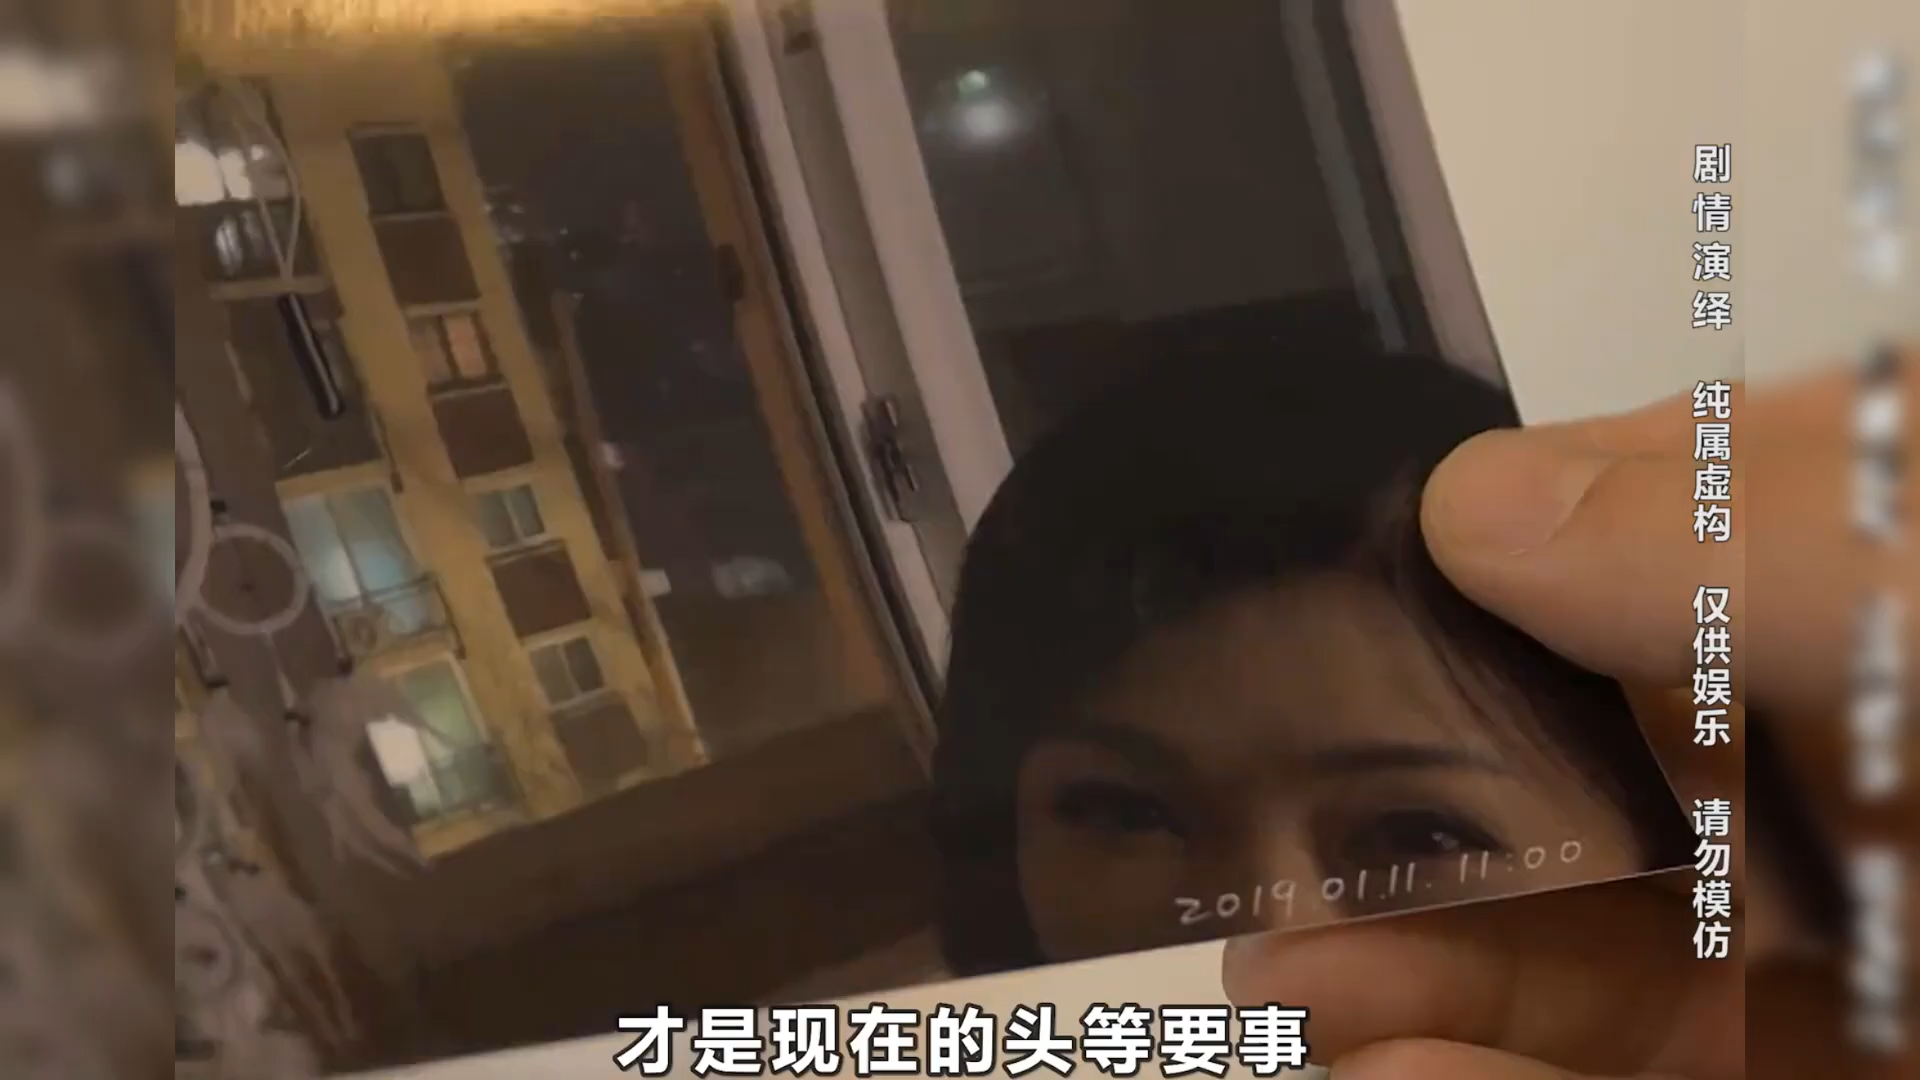 剧情演绎 纯属虚构 仅供娱乐 请勿模仿
2019.01.11. 11:00
才是现在的头等要事